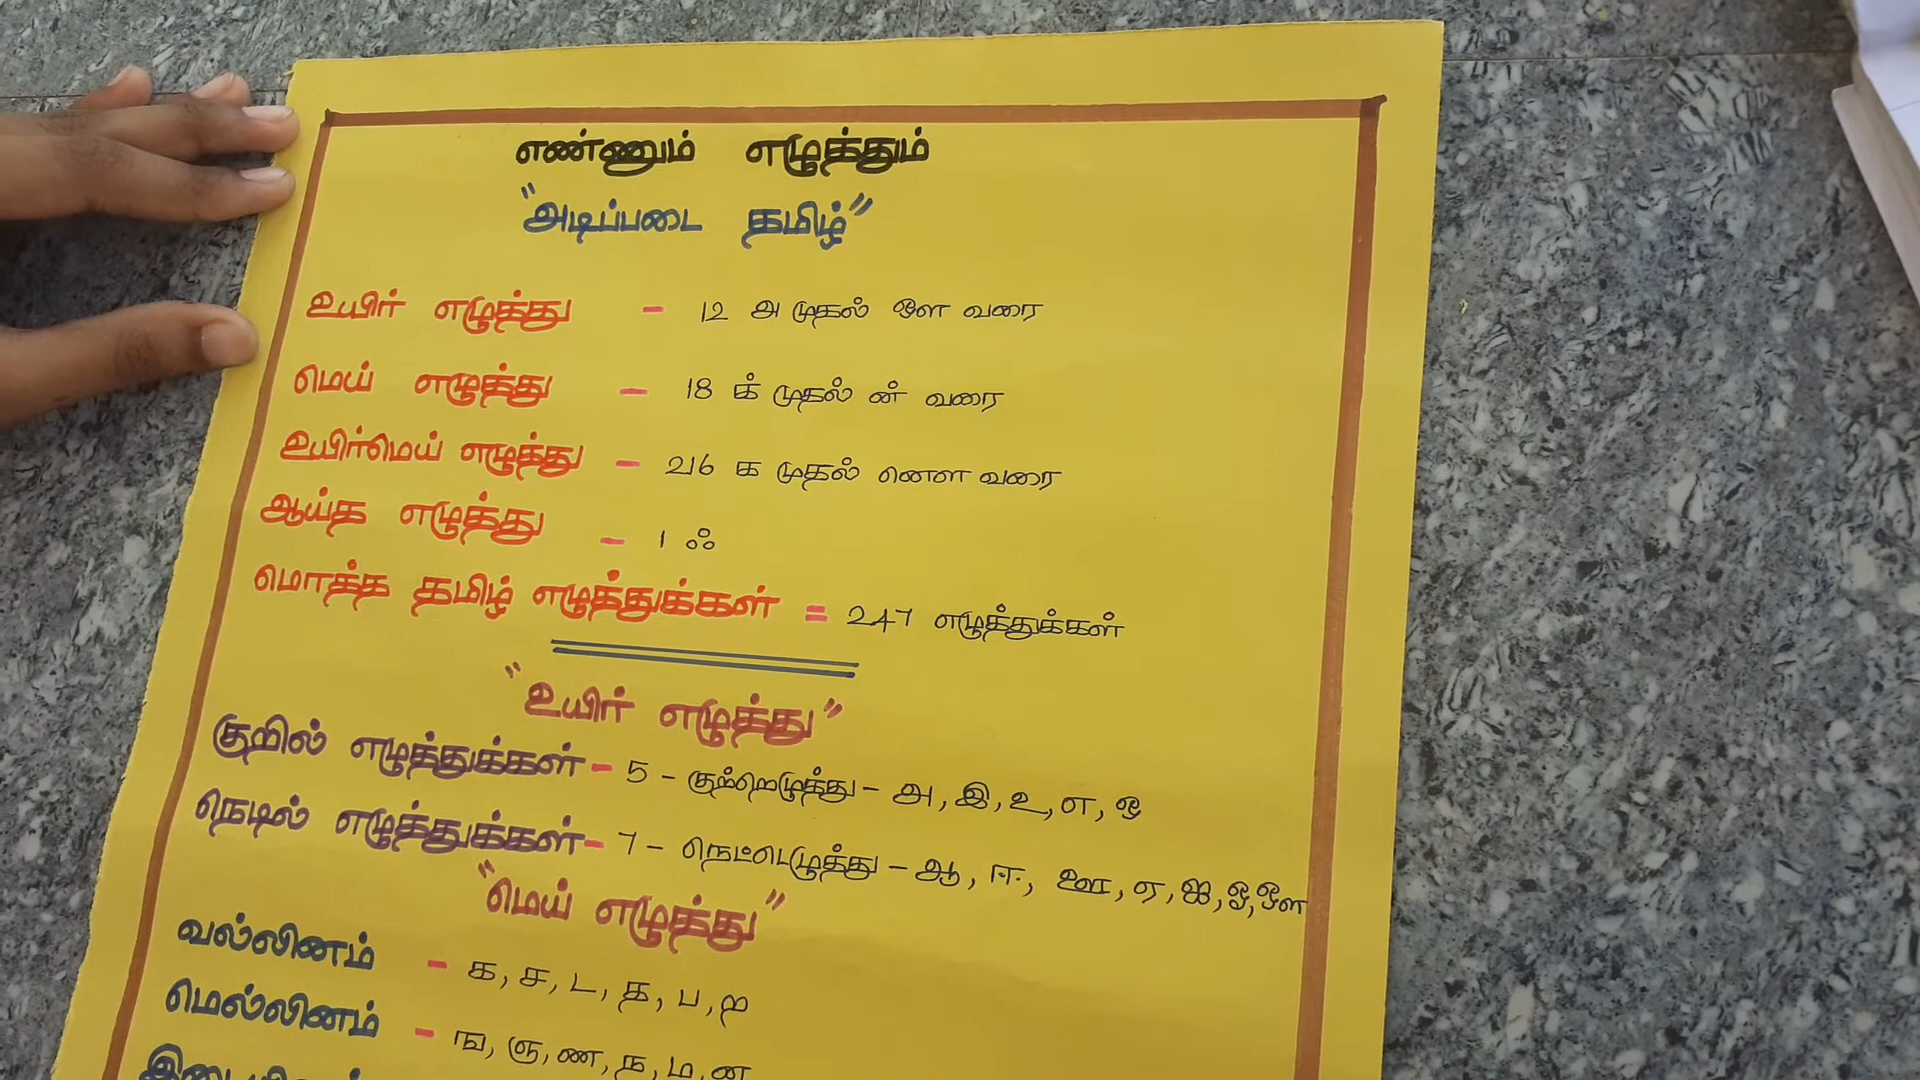 எண்ணும் எழுத்தும்
"அடிப்படை தமிழ்"
உயிர் எழுத்து - 12 அ முதல் ஔ வரை
மெய் எழுத்து - 18 க் முதல் ன் வரை
உயிர்மெய் எழுத்து - 216 க முதல் னௌ வரை
ஆய்த எழுத்து - 1 ஃ
மொத்த தமிழ் எழுத்துக்கள் = 247 எழுத்துக்கள்
"உயிர் எழுத்து"
குறில் எழுத்துக்கள் - 5 - குற்றெழுத்து - அ, இ, உ, எ, ஒ
நெடில் எழுத்துக்கள் - 7 - நெட்டெழுத்து - ஆ, ஈ, ஊ, ஏ, ஐ, ஓ, ஔ
"மெய் எழுத்து"
வல்லினம் - க, ச, ட, த, ப, ற
மெல்லினம் - ங, ஞ, ண, ந, ம, ன